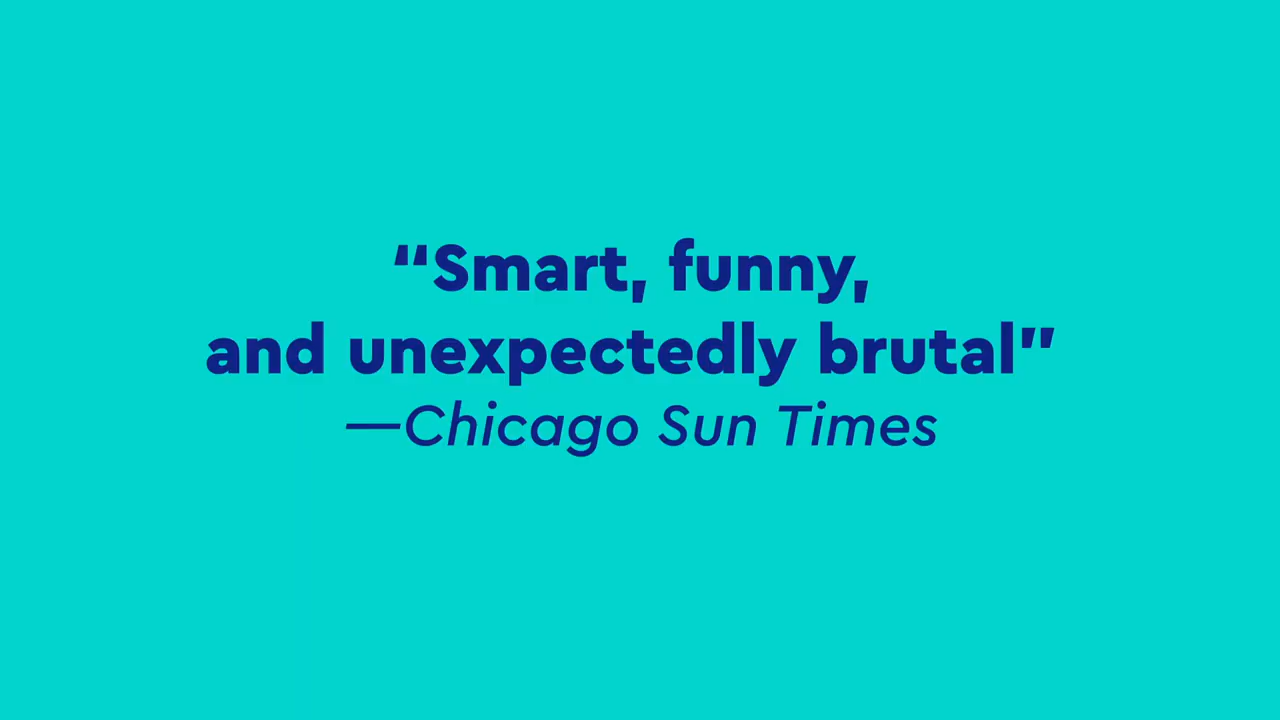 “Smart, funny,
and unexpectedly brutal”
—Chicago Sun Times